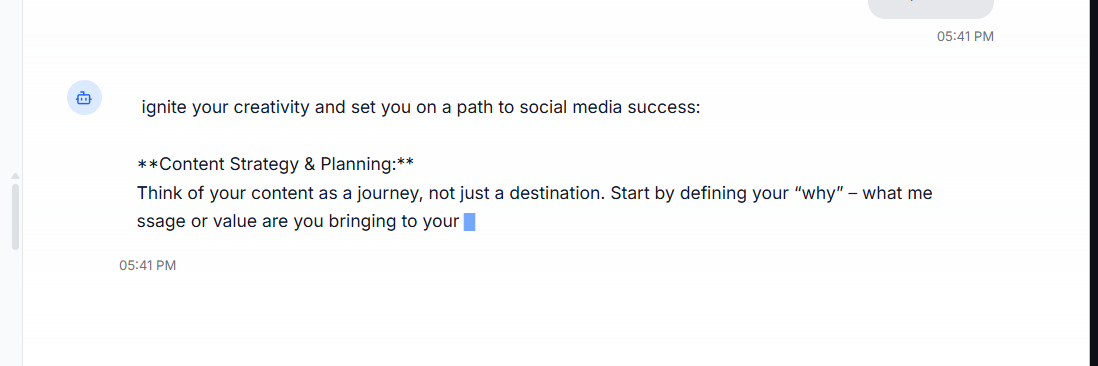 05:41 PM
ignite your creativity and set you on a path to social media success:
**Content Strategy & Planning:**
Think of your content as a journey, not just a destination. Start by defining your “why” – what me
ssage or value are you bringing to your
05:41 PM